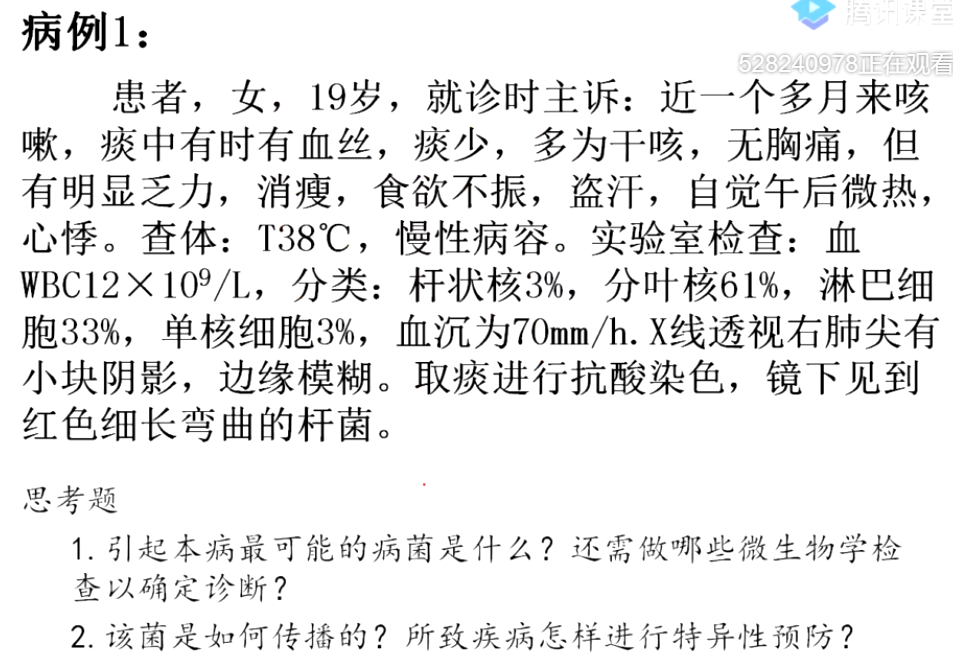 腾讯课堂
病例1：
528240978正在观看
患者，女，19岁，就诊时主诉：近一个多月来咳
嗽，痰中有时有血丝，痰少，多为干咳，无胸痛，但
有明显乏力，消瘦，食欲不振，盗汗，自觉午后微热，
心悸。查体：T38℃，慢性病容。实验室检查：血
WBC12×10⁹/L，分类：杆状核3%，分叶核61%，淋巴细
胞33%，单核细胞3%，血沉为70mm/h.X线透视右肺尖有
小块阴影，边缘模糊。取痰进行抗酸染色，镜下见到
红色细长弯曲的杆菌。
思考题
1.引起本病最可能的病菌是什么？还需做哪些微生物学检
查以确定诊断？
2.该菌是如何传播的？所致疾病怎样进行特异性预防？